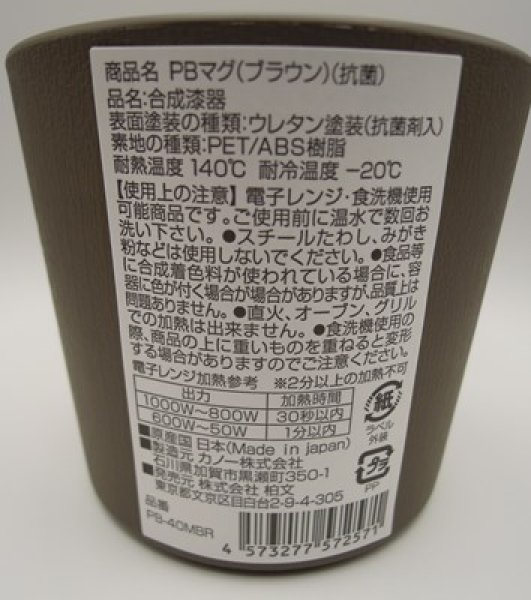 商品名 PBマグ(ブラウン)(抗菌)
品名:合成漆器
表面塗装の種類:ウレタン塗装(抗菌剤入)
素地の種類:PET/ABS樹脂
耐熱温度 140℃ 耐冷温度 -20℃
【使用上の注意】電子レンジ・食洗機使用
可能商品です。ご使用前に温水で数回お
洗い下さい。●スチールたわし、みがき
粉などは使用しないでください。●食品等
に合成着色料が使われている場合に、容
器に色が付く場合が場合がありますが、品質上は
問題ありません。●直火、オーブン、グリル
での加熱は出来ません。●食洗機使用の
際、商品の上に重いものを重ねると変形
する場合がありますのでご注意ください。
電子レンジ加熱参考 ※2分以上の加熱不可
出力 加熱時間
1000W~800W 30秒以内
600W~50W 1分以内
■原産国 日本(Made in japan)
■製造元 カノー株式会社
石川県加賀市黒瀬町350-1
■発売元 株式会社 柏文
東京都文京区目白台2-9-4-305
紙
ラベル
外装
プラ
PP
品番
PB-40MBR
4 573277 572571